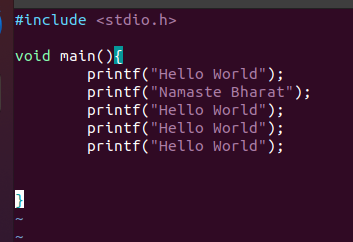 #include <stdio.h>
void main(){
printf("Hello World");
printf("Namaste Bharat");
printf("Hello World");
printf("Hello World");
printf("Hello World");
}
~
~